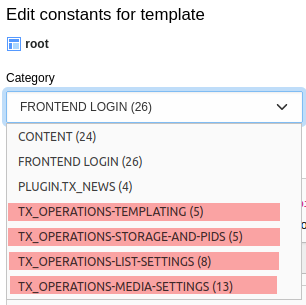 Edit constants for template
root
Category
FRONTEND LOGIN (26)
CONTENT (24)
FRONTEND LOGIN (26)
PLUGIN.TX_NEWS (4)
TX_OPERATIONS-TEMPLATING (5)
TX_OPERATIONS-STORAGE-AND-PIDS (5)
TX_OPERATIONS-LIST-SETTINGS (8)
TX_OPERATIONS-MEDIA-SETTINGS (13)